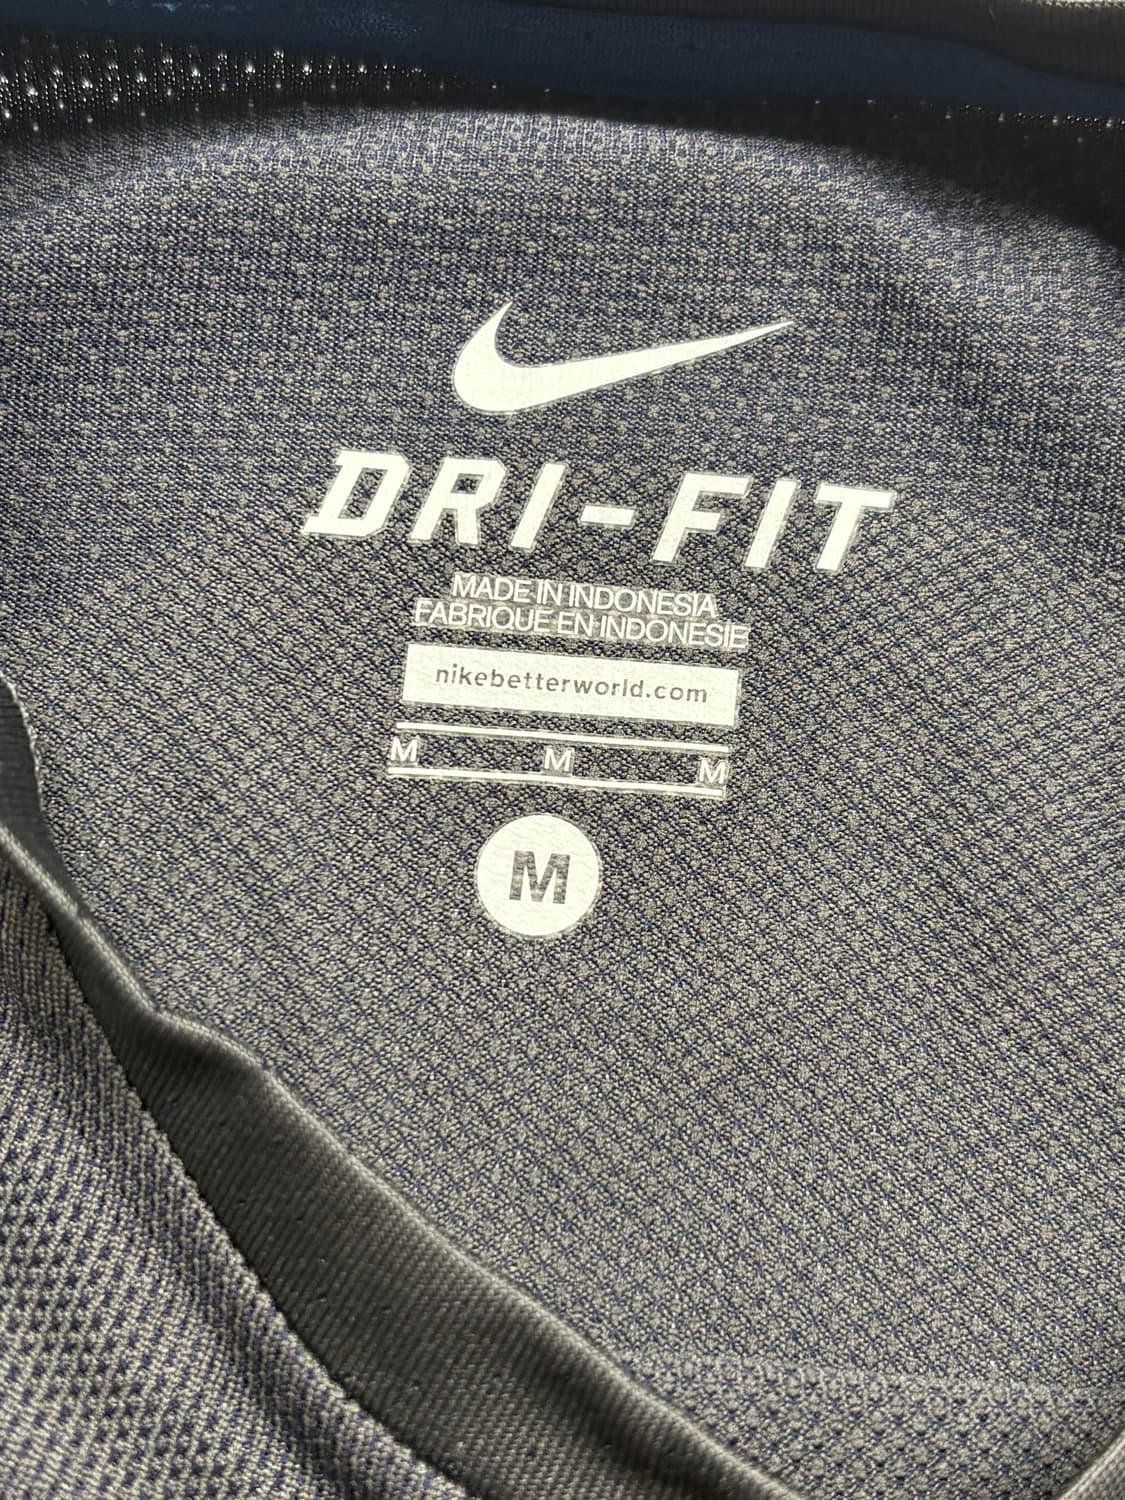 DRI-FIT
MADE IN INDONESIA
FABRIQUE EN INDONESIE
nikebetterworld.com
M M M
M